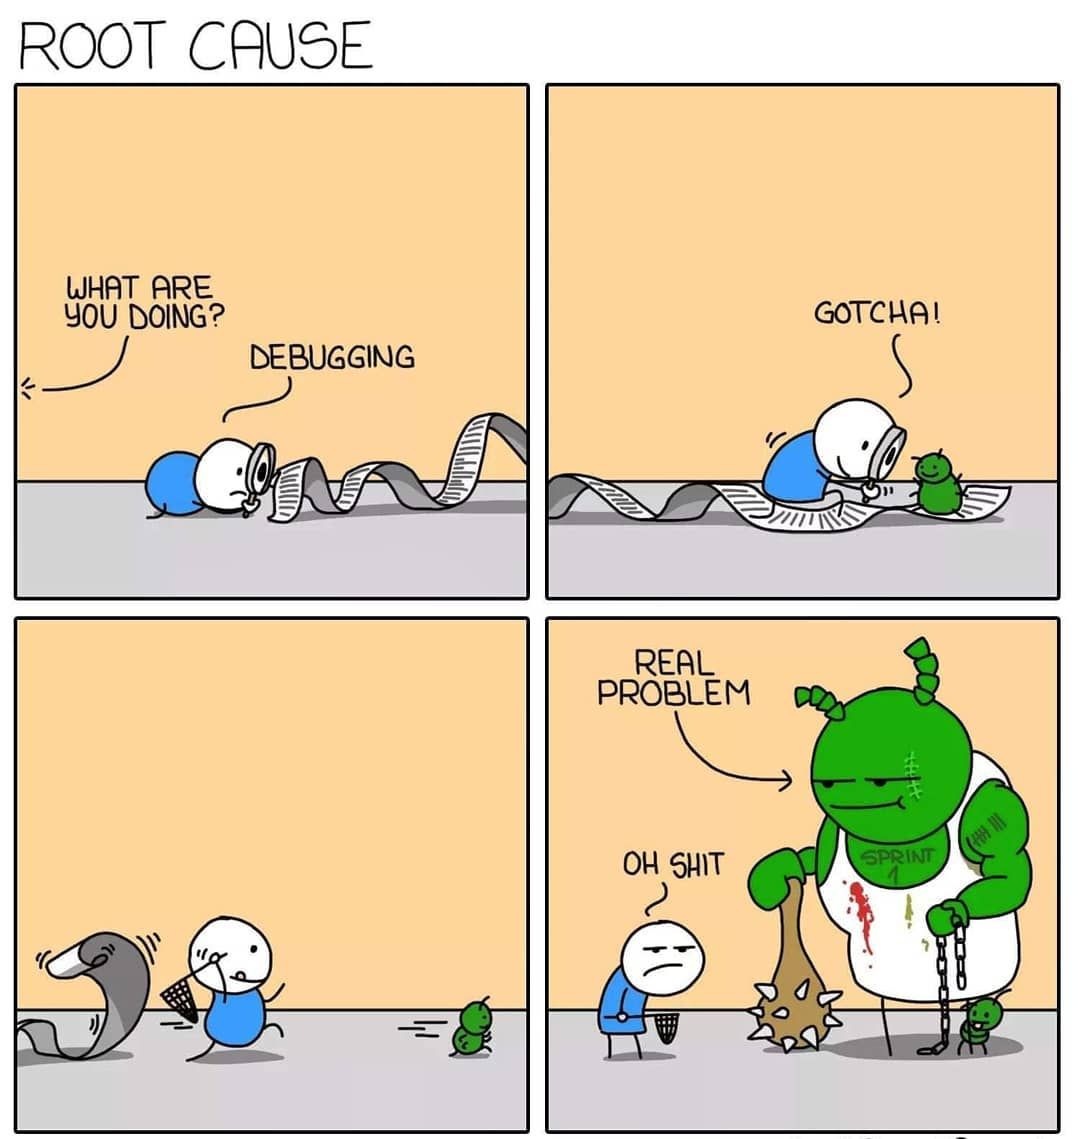 ROOT CAUSE
WHAT ARE
YOU DOING?
DEBUGGING
GOTCHA!
REAL
PROBLEM
OH SHIT
SPRINT
1